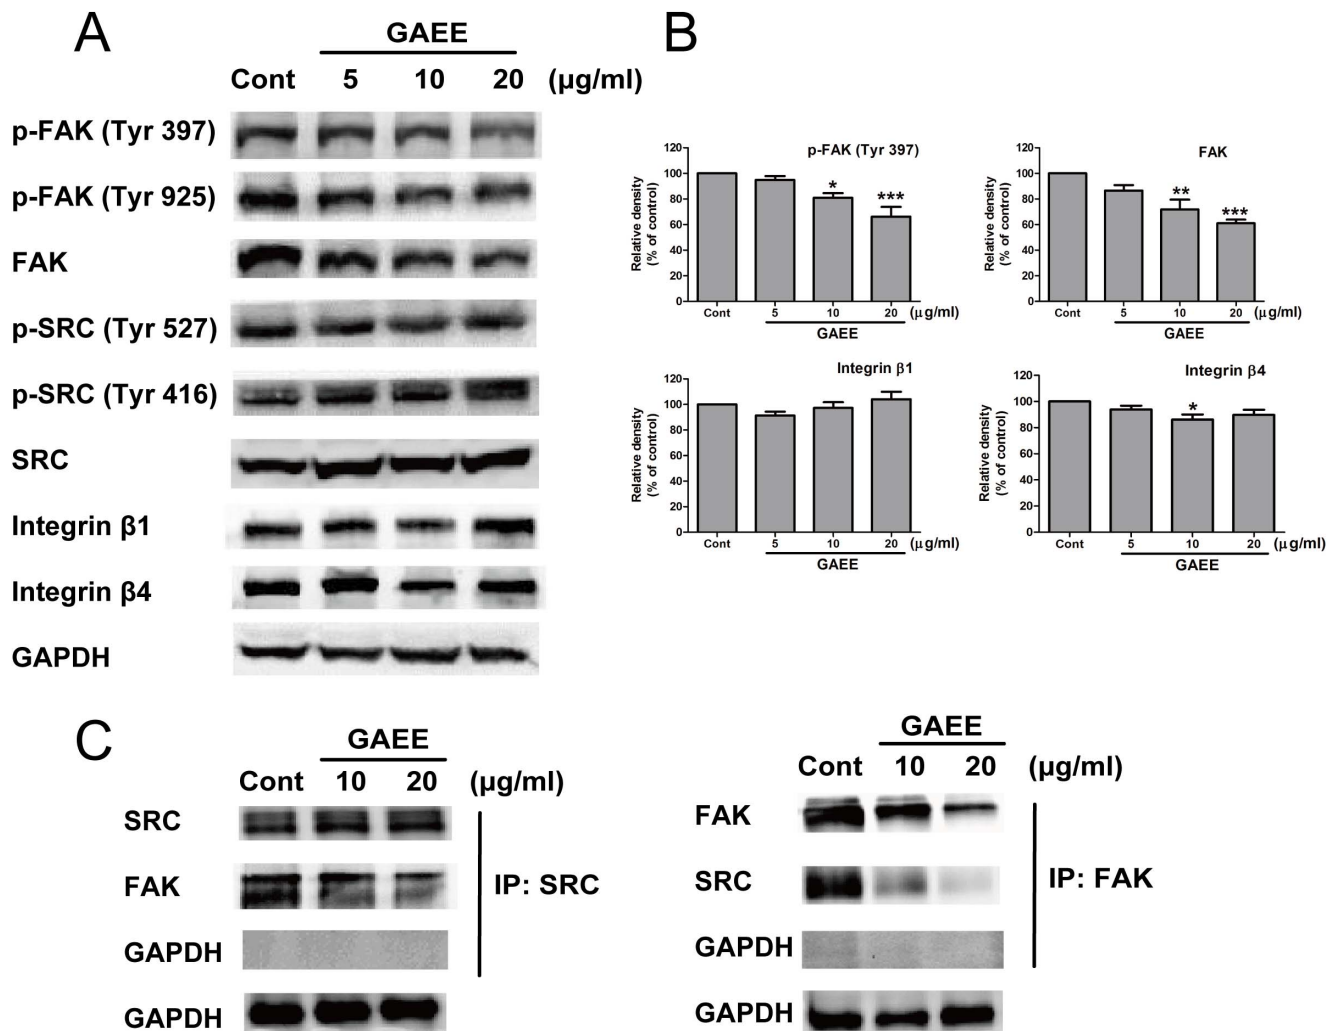 A
GAEE
Cont 5 10 20 (μg/ml)
p-FAK (Tyr 397)
p-FAK (Tyr 925)
FAK
p-SRC (Tyr 527)
p-SRC (Tyr 416)
SRC
Integrin β1
Integrin β4
GAPDH
B
p-FAK (Tyr 397)
Relative density
(% of control)
120
100
80
60
40
20
0
*
***
Cont 5 10 20 (μg/ml)
GAEE
FAK
Relative density
(% of control)
120
100
80
60
40
20
0
**
***
Cont 5 10 20 (μg/ml)
GAEE
Integrin β1
Relative density
(% of control)
120
100
80
60
40
20
0
Cont 5 10 20 (μg/ml)
GAEE
Integrin β4
Relative density
(% of control)
120
100
80
60
40
20
0
*
Cont 5 10 20 (μg/ml)
GAEE
C
GAEE
Cont 10 20 (μg/ml)
SRC
FAK
IP: SRC
GAPDH
GAPDH
GAEE
Cont 10 20 (μg/ml)
FAK
SRC
IP: FAK
GAPDH
GAPDH